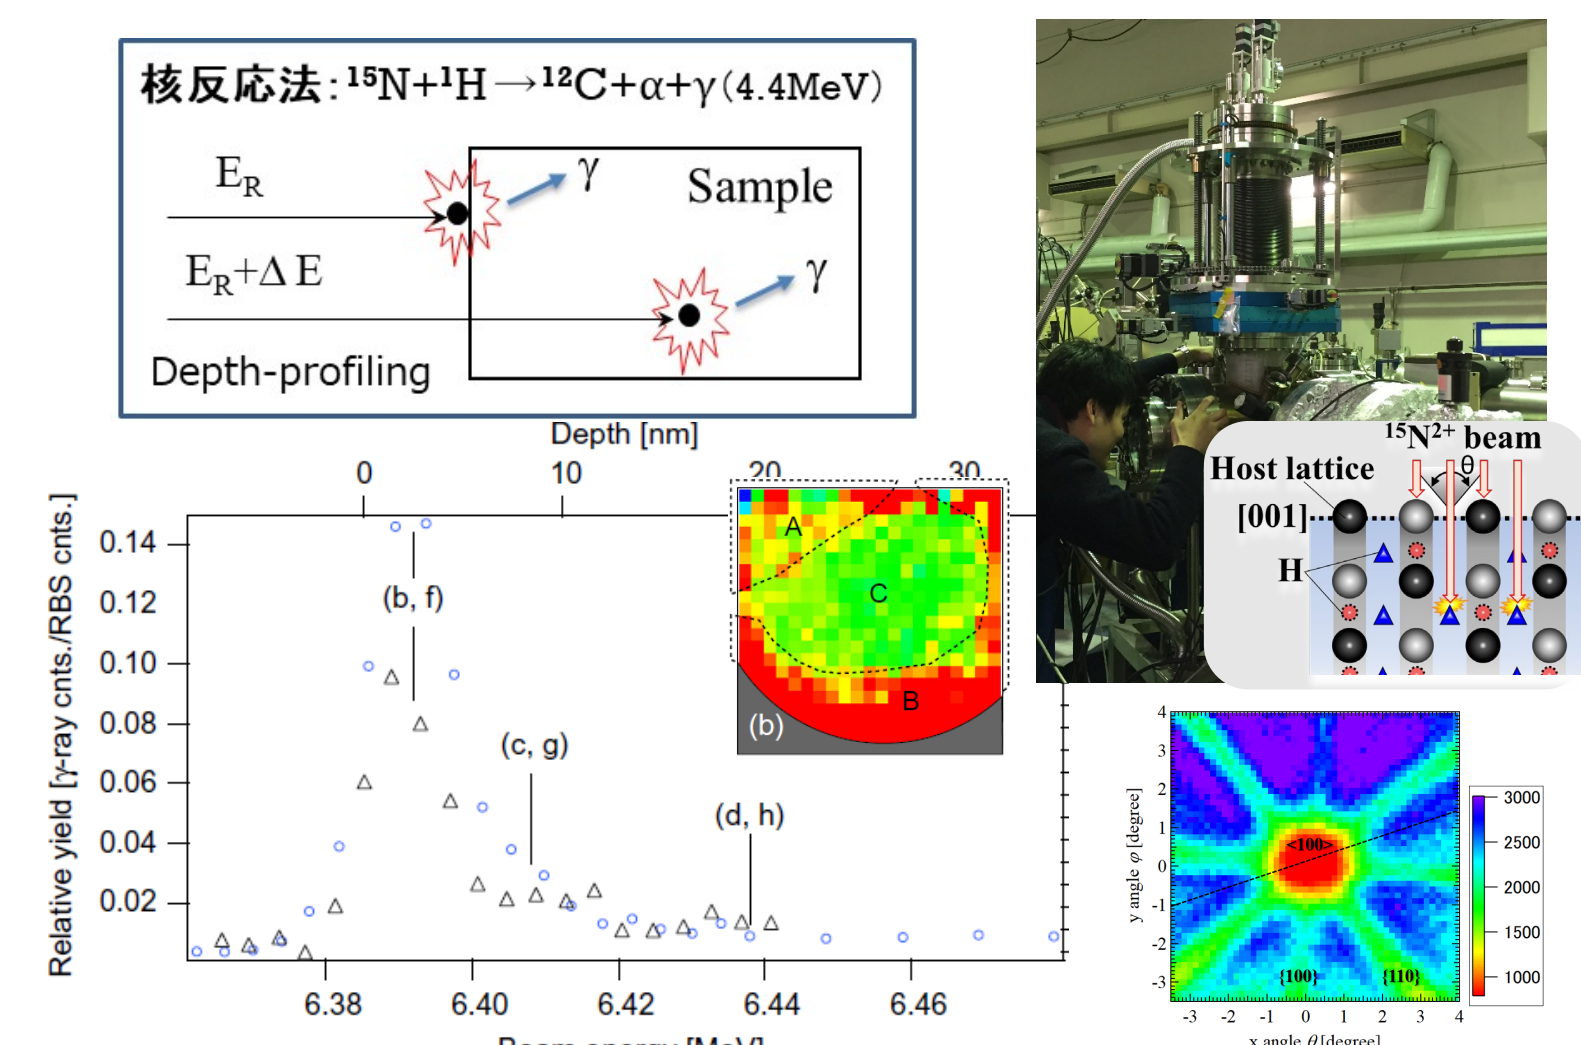 核反応法:¹⁵N+¹H→¹²C+α+γ(4.4MeV)
E_R
γ
Sample
E_R+Δ E
γ
Depth-profiling
Depth [nm]
0 10 20 30
Relative yield [γ-ray cnts./RBS cnts.]
0.14
0.12
0.10
0.08
0.06
0.04
0.02
(b, f)
(c, g)
(d, h)
6.38 6.40 6.42 6.44 6.46
Beam energy [MeV]
A
C
B
(b)
¹⁵N²⁺ beam
θ
Host lattice
[001]
H
y angle φ [degree]
4
3
2
1
0
-1
-2
-3
<100>
{100} {110}
-3 -2 -1 0 1 2 3 4
x angle θ [degree]
3000
2500
2000
1500
1000